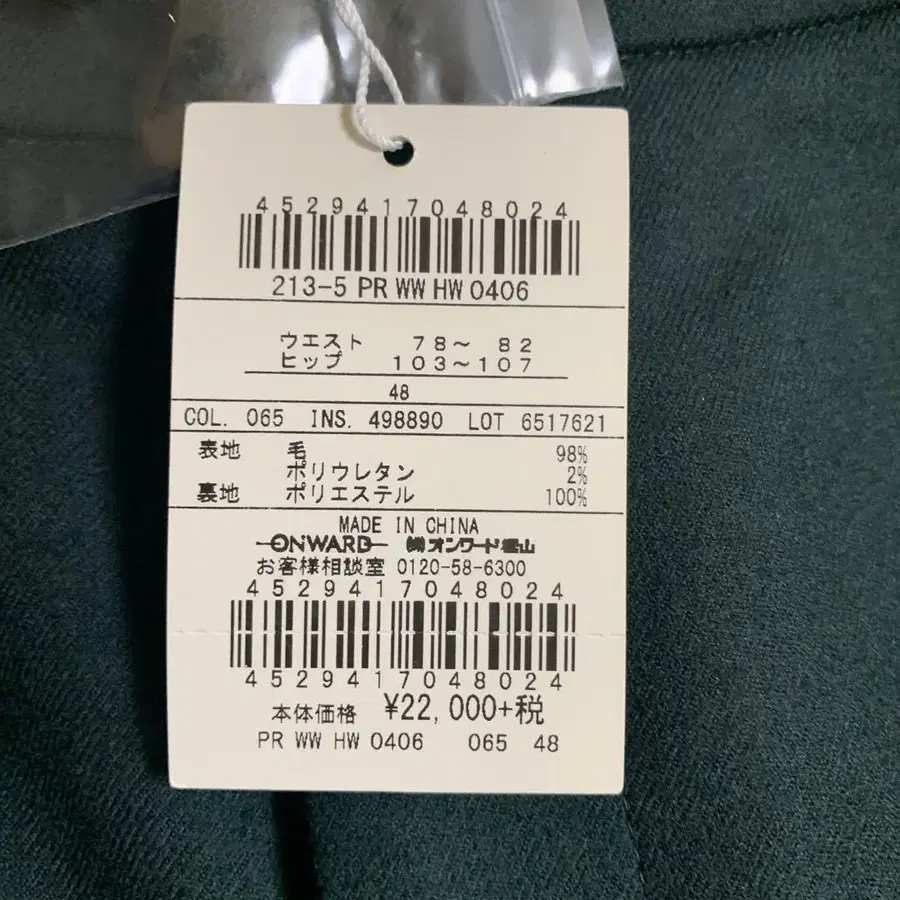 4529417048024
213-5 PR WW HW 0406
ウエスト 78〜 82
ヒップ 103〜107
48
COL. 065 INS. 498890 LOT 6517621
表地 毛 98%
ポリウレタン 2%
裏地 ポリエステル 100%
MADE IN CHINA
ONWARD ㈱オンワード樫山
お客様相談室 0120-58-6300
4529417048024
4529417048024
本体価格 ¥22,000+税
PR WW HW 0406 065 48